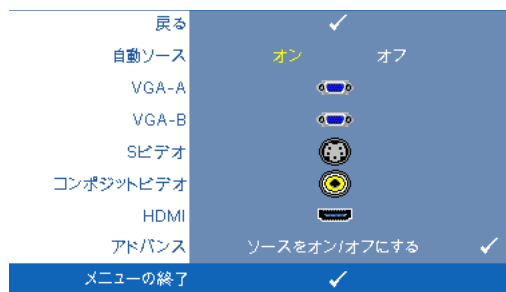 戻る
自動ソース オン オフ
VGA-A
VGA-B
Sビデオ
コンポジットビデオ
HDMI
アドバンス ソースをオン/オフにする
メニューの終了